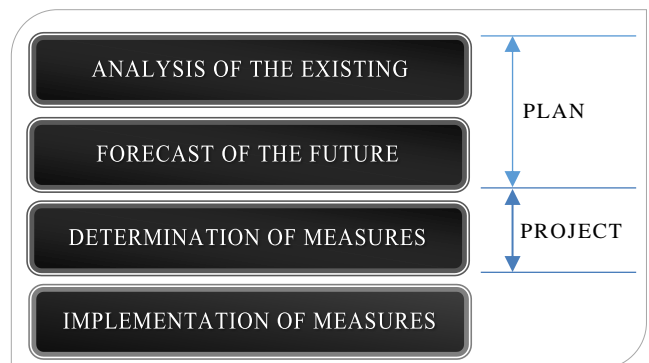 ANALYSIS OF THE EXISTING
PLAN
FORECAST OF THE FUTURE
DETERMINATION OF MEASURES
PROJECT
IMPLEMENTATION OF MEASURES